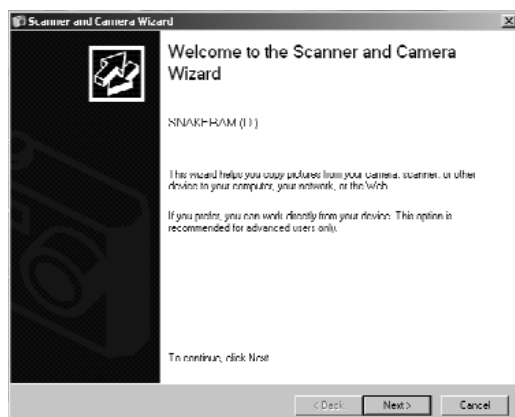 Scanner and Camera Wizard
Welcome to the Scanner and Camera
Wizard
This wizard helps you copy pictures from your camera, scanner, or other
device to your computer, your network, or the Web.
If you prefer, you can work directly from your device. This option is
recommended for advanced users only.
To continue, click Next
< Back
Next >
Cancel